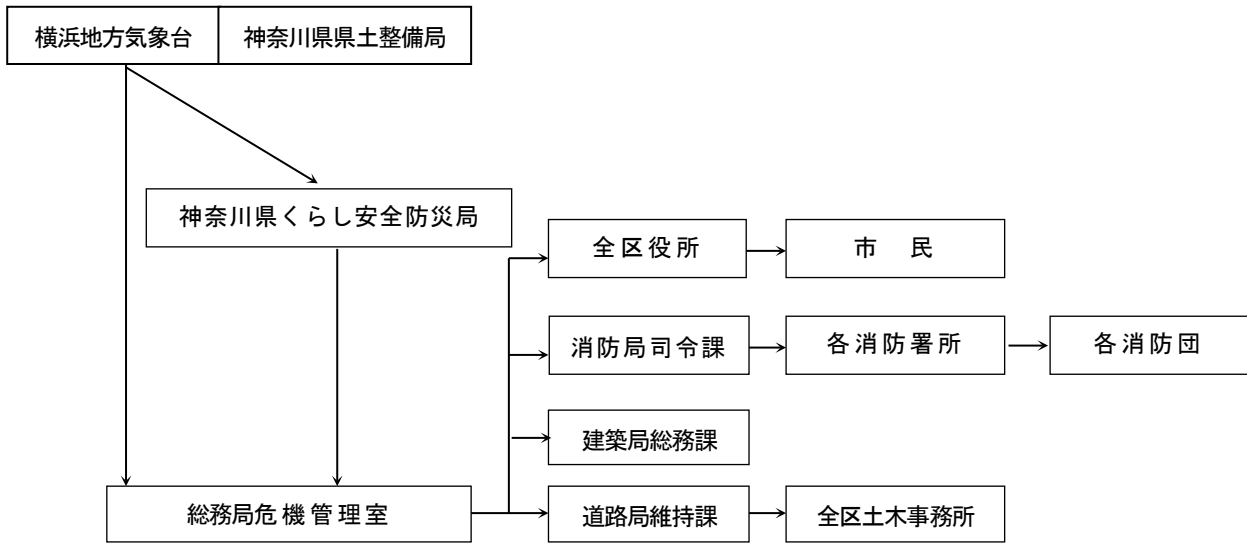 横浜地方気象台
神奈川県県土整備局
神奈川県くらし安全防災局
全区役所
市　民
消防局司令課
各消防署所
各消防団
建築局総務課
総務局危機管理室
道路局維持課
全区土木事務所